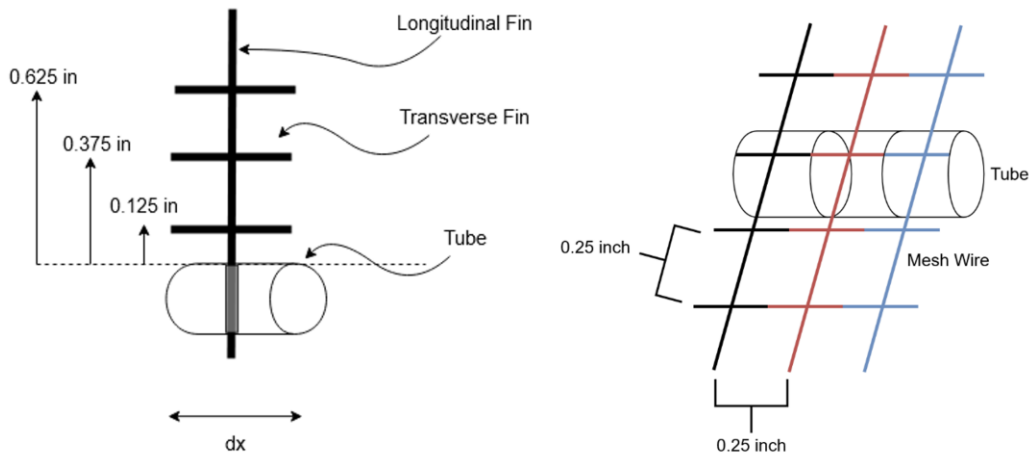 Longitudinal Fin
0.625 in
Transverse Fin
0.375 in
0.125 in
Tube
dx
Tube
0.25 inch
Mesh Wire
0.25 inch